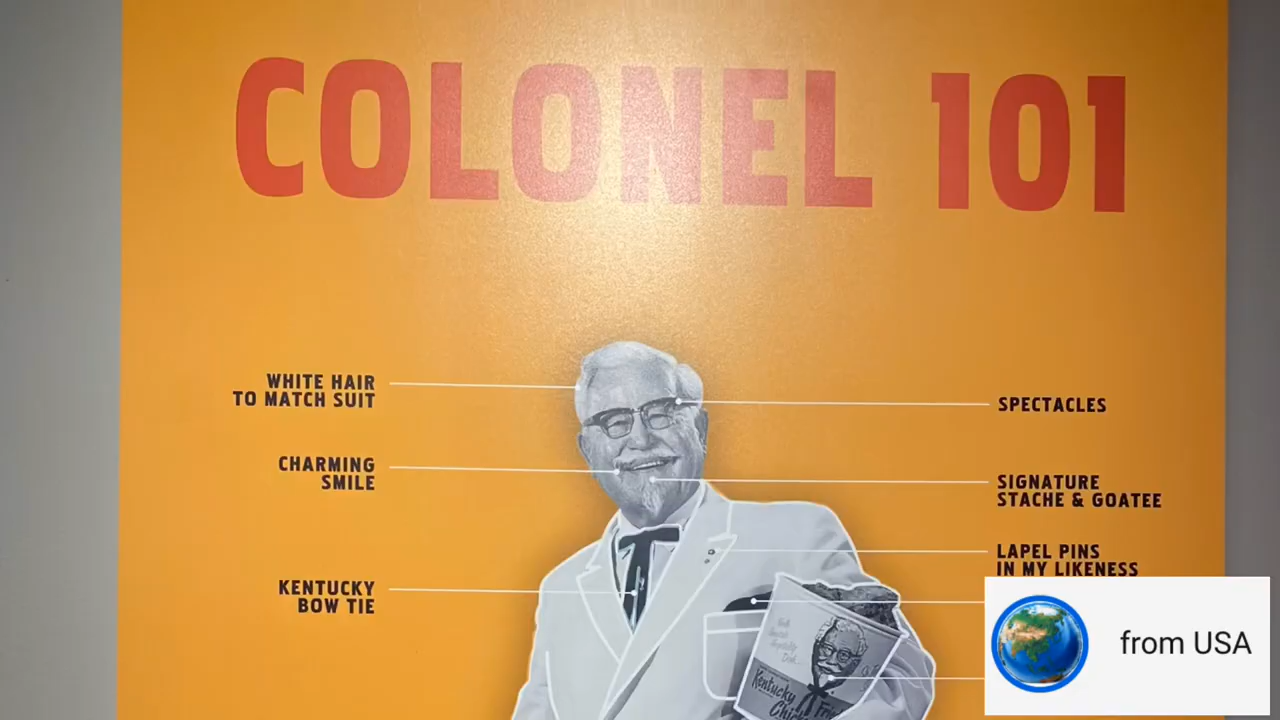 COLONEL 101
WHITE HAIR
TO MATCH SUIT
SPECTACLES
CHARMING
SMILE
SIGNATURE
STACHE & GOATEE
LAPEL PINS
IN MY LIKENESS
KENTUCKY
BOW TIE
Kentucky
from USA